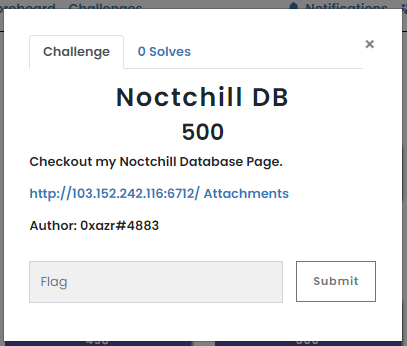 Scoreboard Challenges Notifications
Challenge 0 Solves ×
Noctchill DB
500
Checkout my Noctchill Database Page.
http://103.152.242.116:6712/ Attachments
Author: 0xazr#4883
Flag Submit